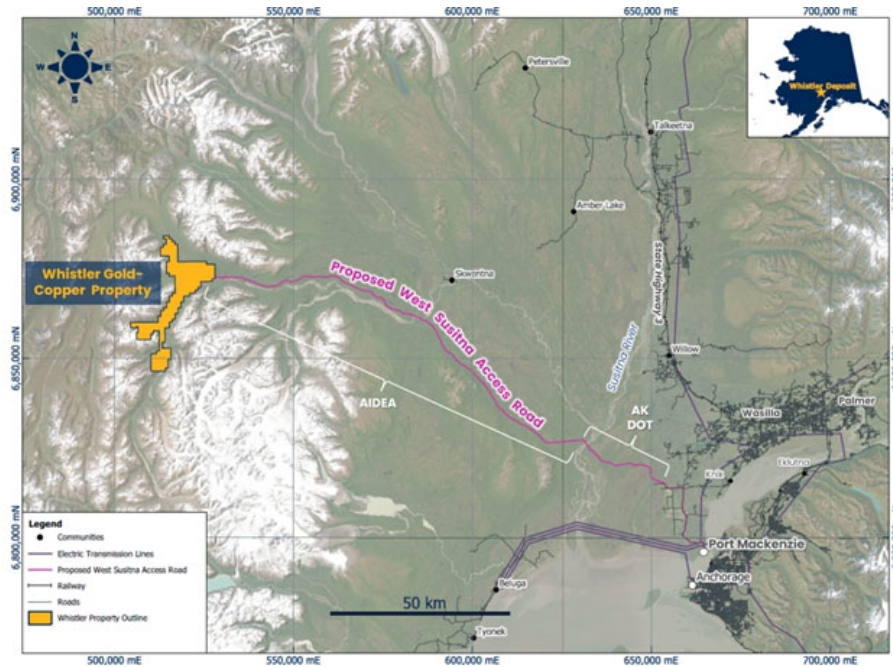 500,000 mE
550,000 mE
600,000 mE
650,000 mE
700,000 mE
N
W
E
S
Petersville
Whistler Deposit
Talkeetna
6,900,000 mN
Amber Lake
State Highway 3
Whistler Gold-
Copper Property
Skwentna
Proposed West Susitna Access Road
Susitna River
6,850,000 mN
Willow
AIDEA
AK
DOT
Wasilla
Palmer
Knik
Eklutna
6,800,000 mN
Legend
Communities
Electric Transmission Lines
Proposed West Susitna Access Road
Railway
Roads
Whistler Property Outline
Port Mackenzie
Anchorage
Beluga
50 km
Tyonek
500,000 mE
550,000 mE
600,000 mE
650,000 mE
700,000 mE